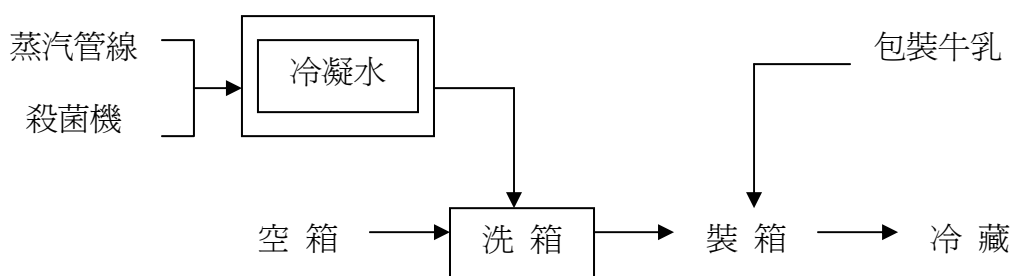 蒸汽管線
殺菌機
冷凝水
包裝牛乳
空 箱
洗 箱
裝 箱
冷 藏